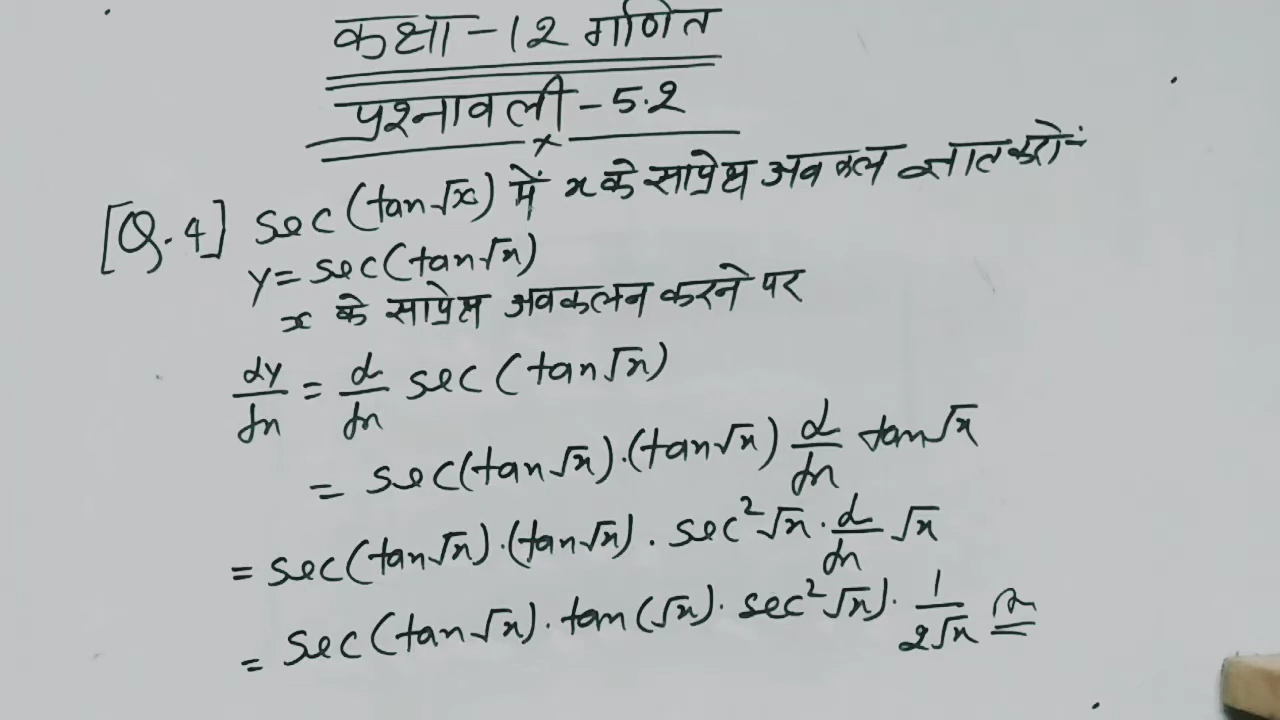 कक्षा-12 गणित
प्रश्नावली-5.2
×
[Q.4] sec(tan√x) में x के साप्रेक्ष अवकल ज्ञात करो-
y=sec(tan√x)
x के साप्रेक्ष अवकलन करने पर
dy/dx = d/dx sec(tan√x)
= sec(tan√x).(tan√x) d/dx tan√x
= sec(tan√x).(tan√x). sec²√x. d/dx √x
= sec(tan√x). tan(√x). sec²√x). 1/2√x